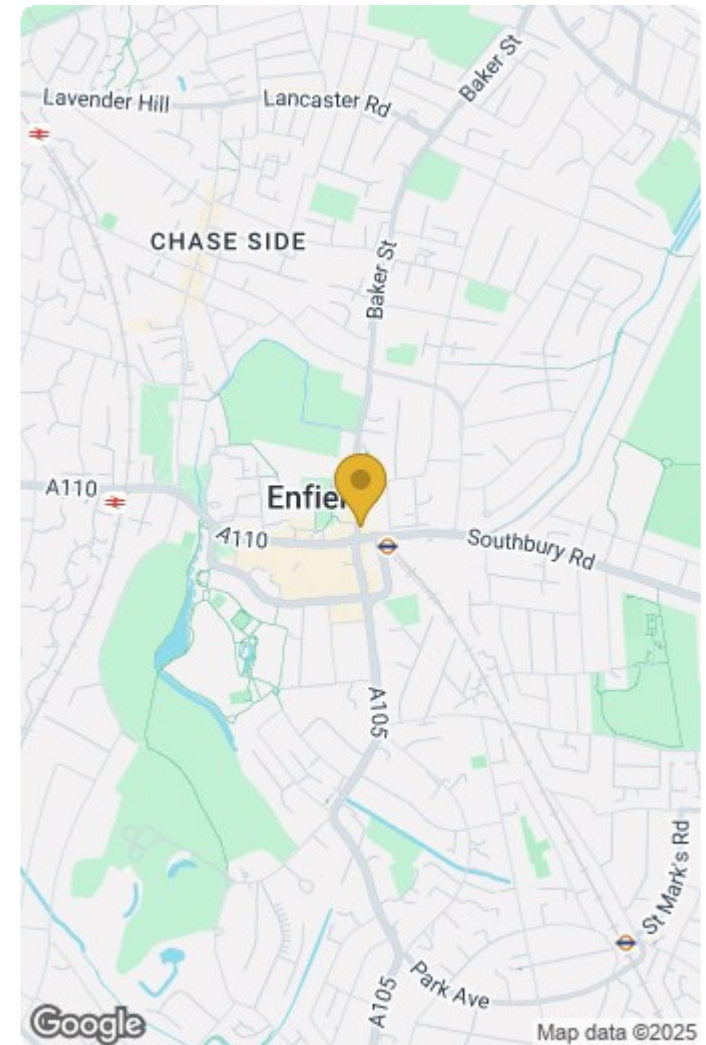 Baker St
Lavender Hill
Lancaster Rd
CHASE SIDE
Baker St
A110
Enfiel
A110
Southbury Rd
A105
St Mark's Rd
Park Ave
A105
Google
Map data ©2025